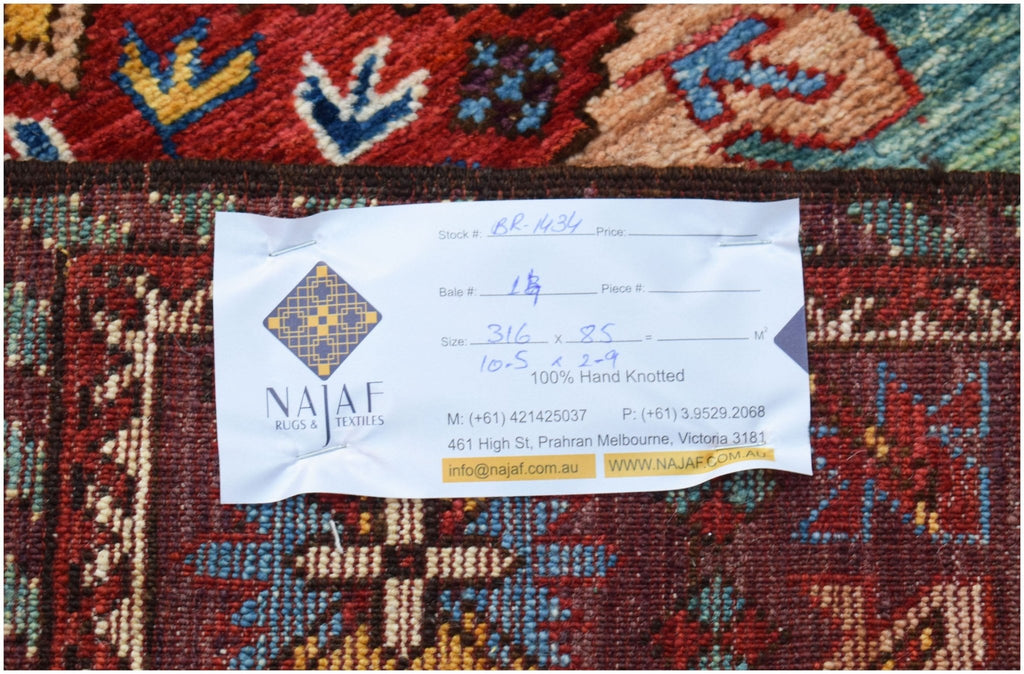 Stock #: BR-1434 Price:
Bale #: Piece #:
Size: 316 x 85 = M²
10-5 x 2-9
100% Hand Knotted
NAJAF
RUGS & TEXTILES
M: (+61) 421425037 P: (+61) 3.9529.2068
461 High St, Prahran Melbourne, Victoria 3181
info@najaf.com.au WWW.NAJAF.COM.AU